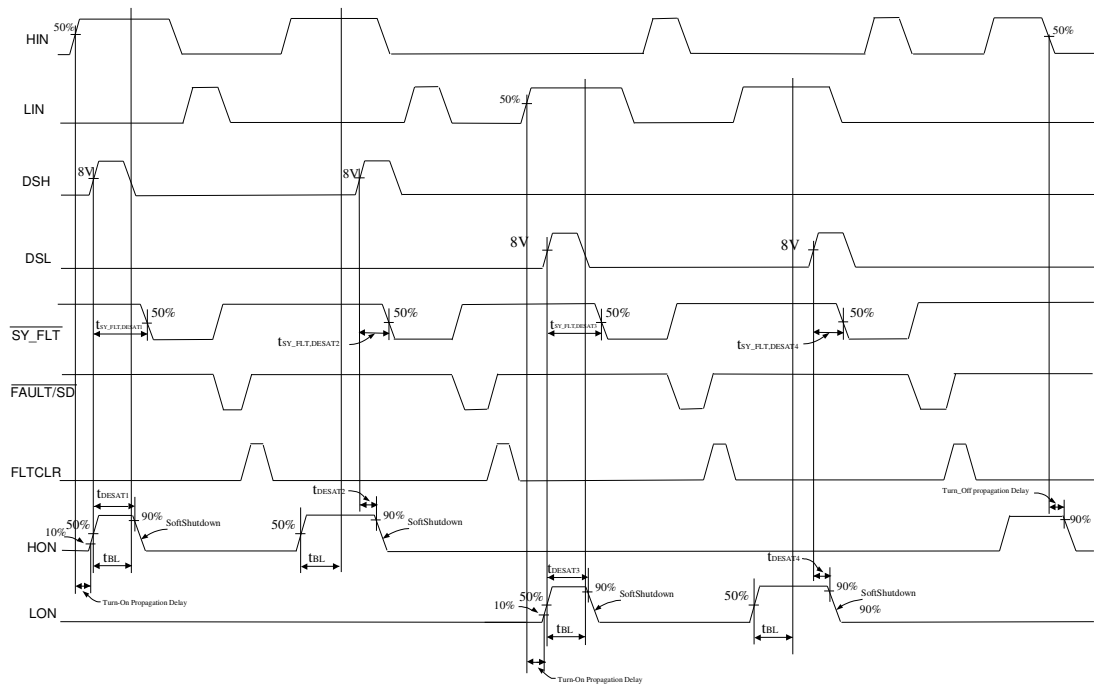 HIN
50%
50%
LIN
50%
DSH
8V
8V
DSL
8V
8V
SY_FLT
50%
50%
50%
50%
tSY_FLT,DESAT1
tSY_FLT,DESAT2
tSY_FLT,DESAT3
tSY_FLT,DESAT4
FAULT/SD
FLTCLR
HON
10%
50%
tDESAT1
90%
SoftShutdown
tBL
50%
tBL
tDESAT2
90%
SoftShutdown
Turn_Off propagation Delay
90%
Turn-On Propagation Delay
LON
10%
50%
tDESAT3
90%
SoftShutdown
tBL
50%
tBL
tDESAT4
90%
SoftShutdown
90%
Turn-On Propagation Delay